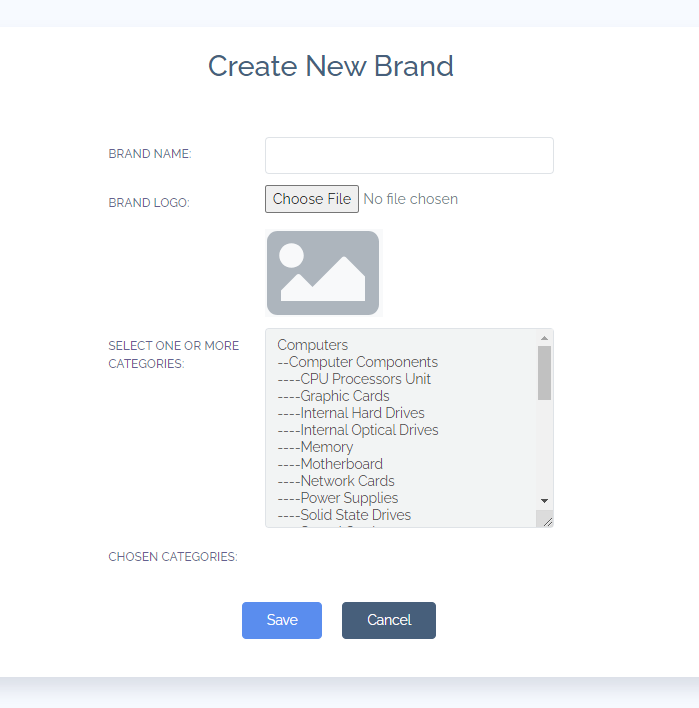 Create New Brand
BRAND NAME:
BRAND LOGO:
Choose File No file chosen
SELECT ONE OR MORE
CATEGORIES:
Computers
--Computer Components
----CPU Processors Unit
----Graphic Cards
----Internal Hard Drives
----Internal Optical Drives
----Memory
----Motherboard
----Network Cards
----Power Supplies
----Solid State Drives
CHOSEN CATEGORIES:
Save
Cancel